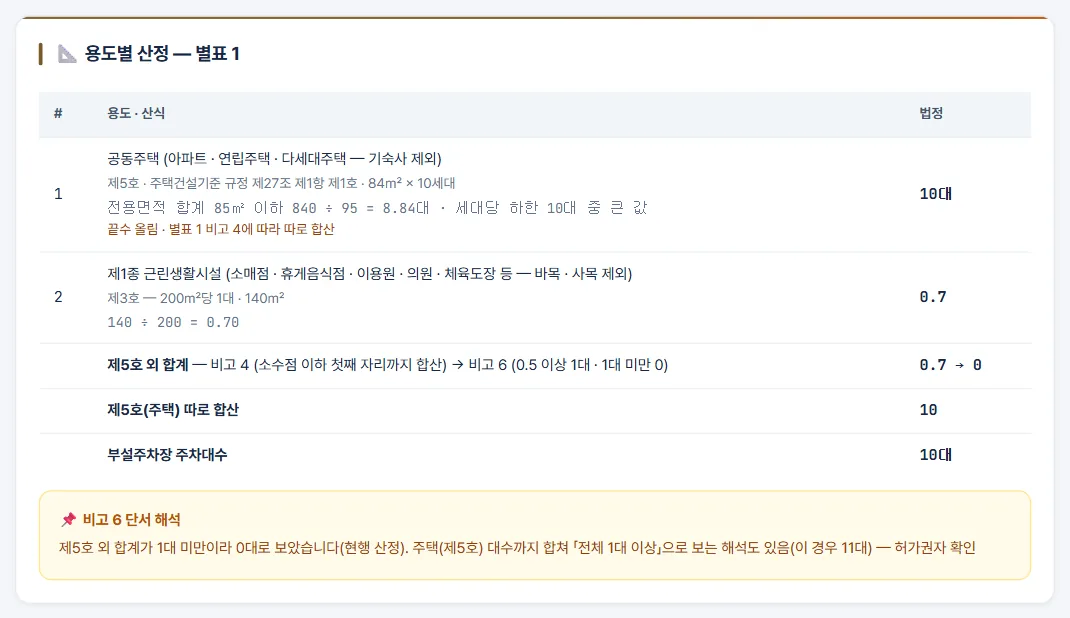 용도별 산정 — 별표 1
# 용도 · 산식 법정
공동주택 (아파트 · 연립주택 · 다세대주택 — 기숙사 제외)
제5호 · 주택건설기준 규정 제27조 제1항 제1호 · 84m² × 10세대
1 10대
전용면적 합계 85㎡ 이하 840 ÷ 95 = 8.84대 · 세대당 하한 10대 중 큰 값
끝수 올림 · 별표 1 비고 4에 따라 따로 합산
제1종 근린생활시설 (소매점 · 휴게음식점 · 이용원 · 의원 · 체육도장 등 — 바목 · 사목 제외)
2 제3호 — 200m²당 1대 · 140m² 0.7
140 ÷ 200 = 0.70
제5호 외 합계 — 비고 4 (소수점 이하 첫째 자리까지 합산) → 비고 6 (0.5 이상 1대 · 1대 미만 0) 0.7 → 0
제5호(주택) 따로 합산 10
부설주차장 주차대수 10대
📌 비고 6 단서 해석
제5호 외 합계가 1대 미만이라 0대로 보았습니다(현행 산정). 주택(제5호) 대수까지 합쳐 「전체 1대 이상」으로 보는 해석도 있음(이 경우 11대) — 허가권자 확인